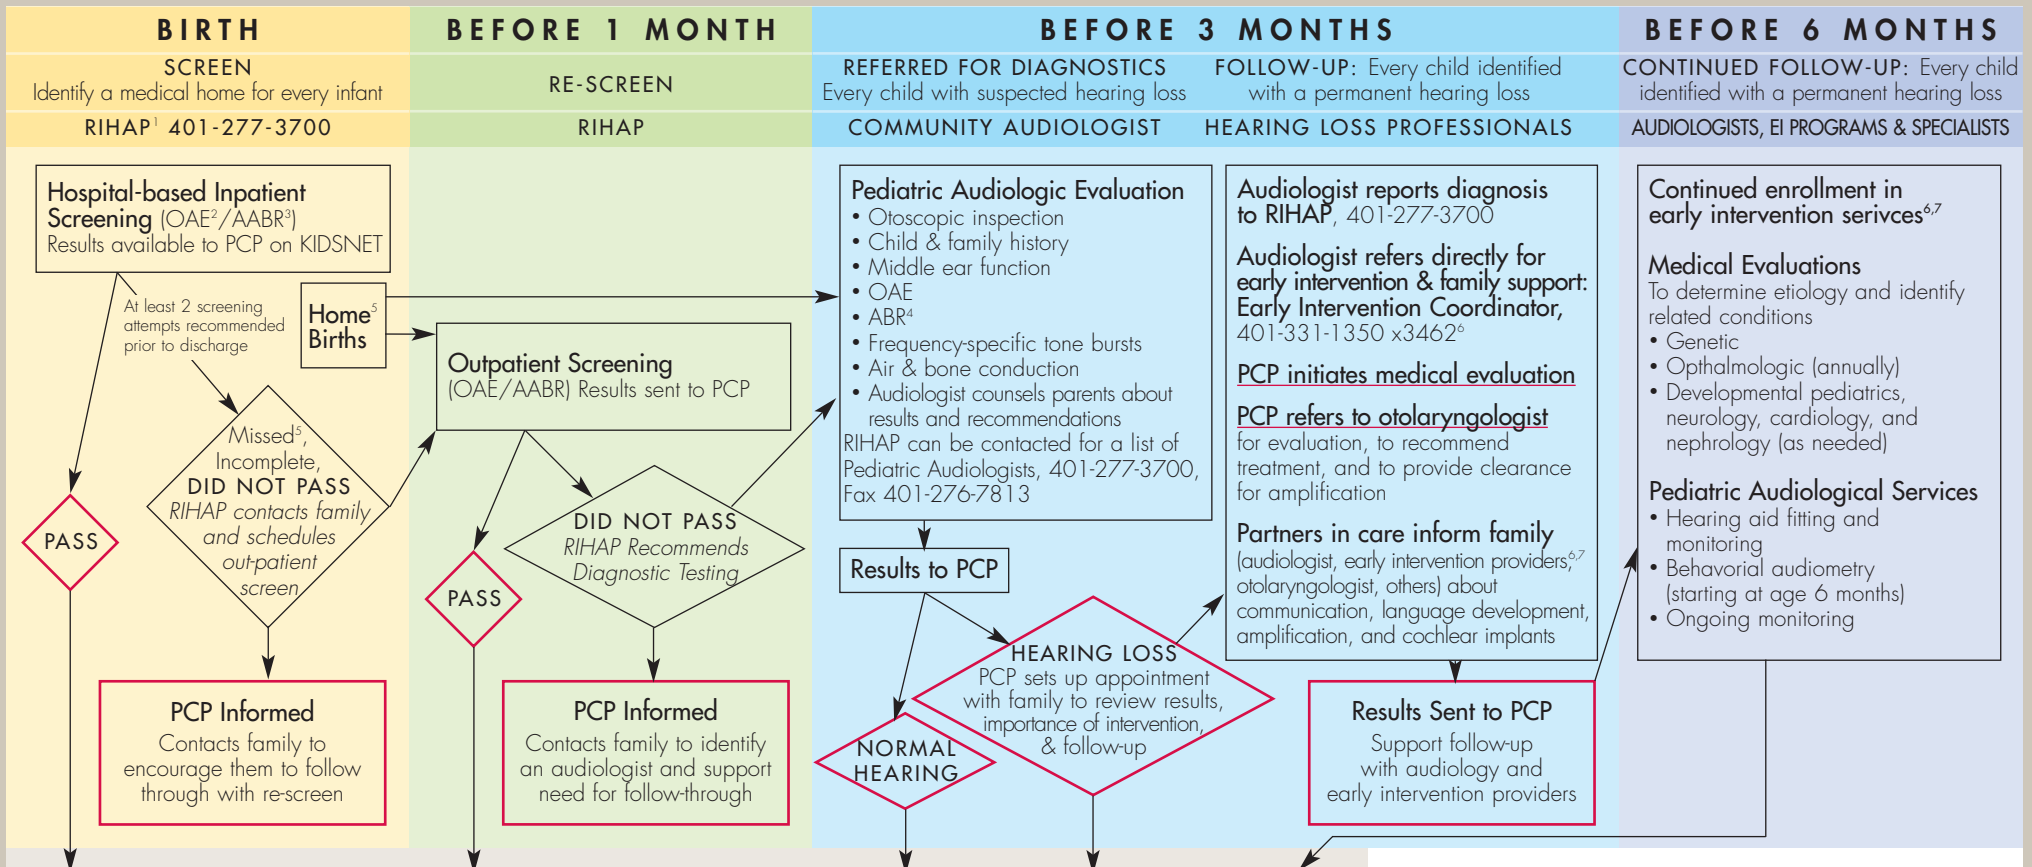 BIRTH
SCREEN
Identify a medical home for every infant
RIHAP¹ 401-277-3700
Hospital-based Inpatient
Screening (OAE²/AABR³)
Results available to PCP on KIDSNET
At least 2 screening
attempts recommended
prior to discharge
Home⁵
Births
Missed⁵,
Incomplete,
DID NOT PASS
RIHAP contacts family
and schedules
out-patient
screen
PASS
PCP Informed
Contacts family to
encourage them to follow
through with re-screen
BEFORE 1 MONTH
RE-SCREEN
RIHAP
Outpatient Screening
(OAE/AABR) Results sent to PCP
DID NOT PASS
RIHAP Recommends
Diagnostic Testing
PASS
PCP Informed
Contacts family to identify
an audiologist and support
need for follow-through
BEFORE 3 MONTHS
REFERRED FOR DIAGNOSTICS
Every child with suspected hearing loss
COMMUNITY AUDIOLOGIST
Pediatric Audiologic Evaluation
• Otoscopic inspection
• Child & family history
• Middle ear function
• OAE
• ABR⁴
• Frequency-specific tone bursts
• Air & bone conduction
• Audiologist counsels parents about
results and recommendations
RIHAP can be contacted for a list of
Pediatric Audiologists, 401-277-3700,
Fax 401-276-7813
Results to PCP
HEARING LOSS
PCP sets up appointment
with family to review results,
importance of intervention,
& follow-up
NORMAL
HEARING
FOLLOW-UP: Every child identified
with a permanent hearing loss
HEARING LOSS PROFESSIONALS
Audiologist reports diagnosis
to RIHAP, 401-277-3700
Audiologist refers directly for
early intervention & family support:
Early Intervention Coordinator,
401-331-1350 x3462⁶
PCP initiates medical evaluation
PCP refers to otolaryngologist
for evaluation, to recommend
treatment, and to provide clearance
for amplification
Partners in care inform family
(audiologist, early intervention providers,⁶,⁷
otolaryngologist, others) about
communication, language development,
amplification, and cochlear implants
Results Sent to PCP
Support follow-up
with audiology and
early intervention providers
BEFORE 6 MONTHS
CONTINUED FOLLOW-UP: Every child
identified with a permanent hearing loss
AUDIOLOGISTS, EI PROGRAMS & SPECIALISTS
Continued enrollment in
early intervention serivces⁶,⁷
Medical Evaluations
To determine etiology and identify
related conditions
• Genetic
• Opthalmologic (annually)
• Developmental pediatrics,
neurology, cardiology, and
nephrology (as needed)
Pediatric Audiological Services
• Hearing aid fitting and
monitoring
• Behavorial audiometry
(starting at age 6 months)
• Ongoing monitoring